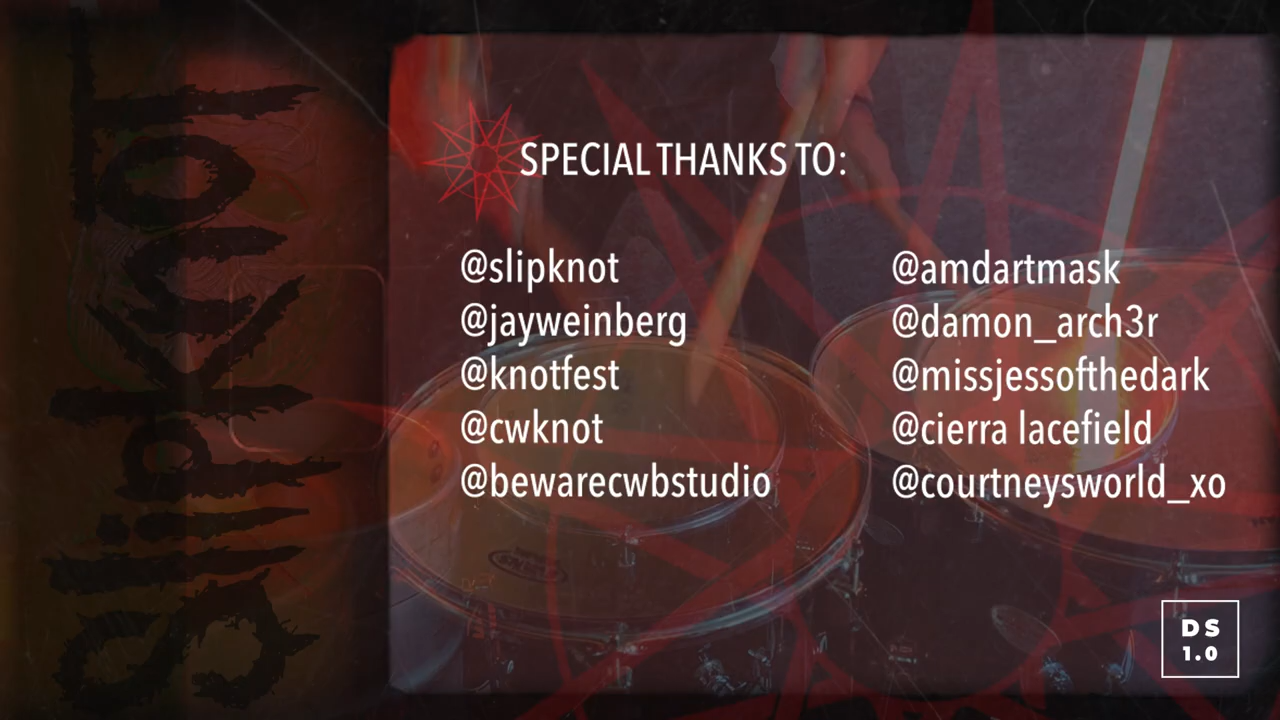 SlipKnoT
SPECIAL THANKS TO:
@slipknot
@jayweinberg
@knotfest
@cwknot
@bewarecwbstudio
@amdartmask
@damon_arch3r
@missjessofthedark
@cierra lacefield
@courtneysworld_xo
DS
1.0